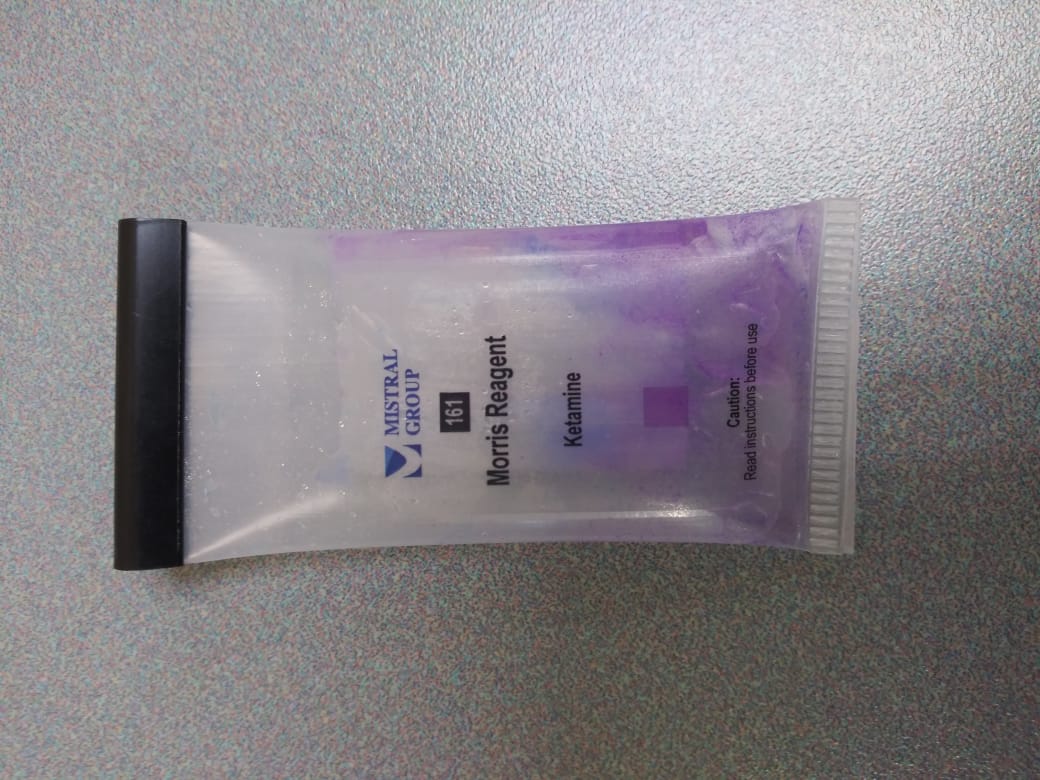 MISTRAL
GROUP
161
Morris Reagent
Ketamine
Caution:
Read instructions before use